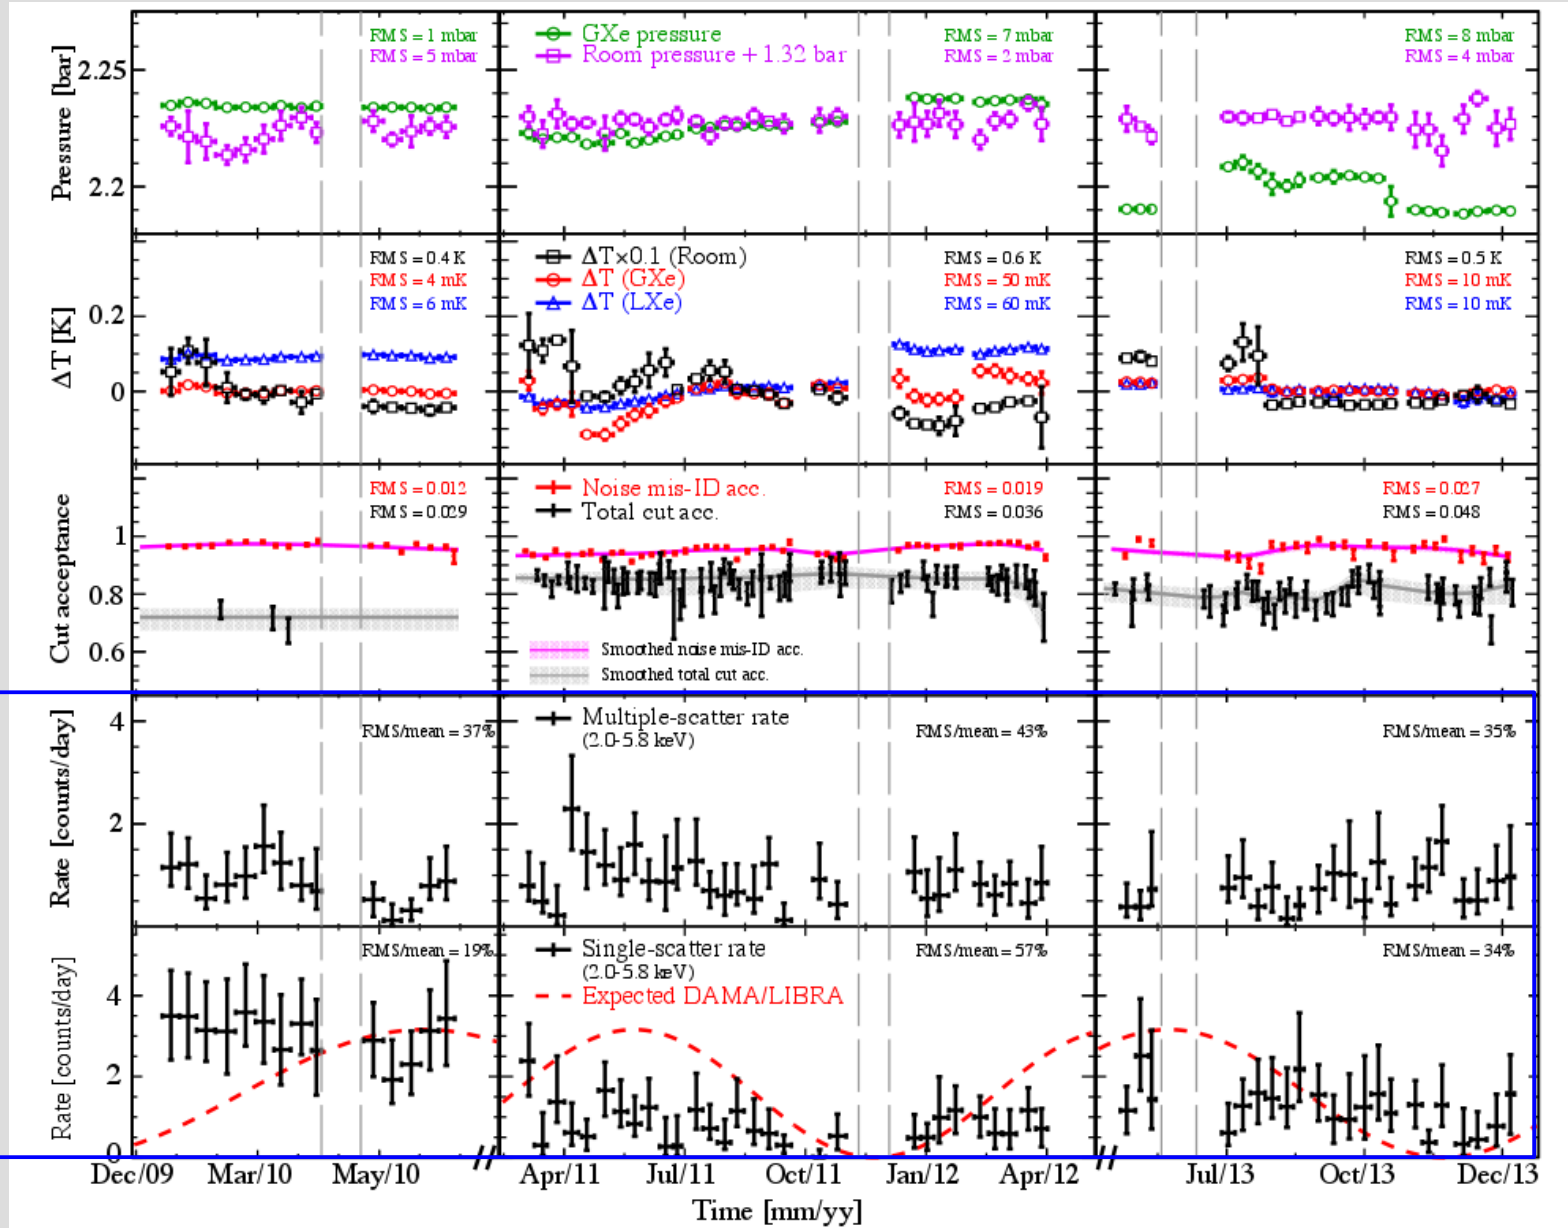 Pressure [bar]
2.25
2.2
RMS = 1 mbar
RMS = 5 mbar
GXe pressure
Room pressure + 1.32 bar
RMS = 7 mbar
RMS = 2 mbar
RMS = 8 mbar
RMS = 4 mbar
ΔT [K]
0.2
0
RMS = 0.4 K
RMS = 4 mK
RMS = 6 mK
ΔT×0.1 (Room)
ΔT (GXe)
ΔT (LXe)
RMS = 0.6 K
RMS = 50 mK
RMS = 60 mK
RMS = 0.5 K
RMS = 10 mK
RMS = 10 mK
Cut acceptance
1
0.8
0.6
RMS = 0.012
RMS = 0.029
Noise mis-ID acc.
Total cut acc.
RMS = 0.019
RMS = 0.036
RMS = 0.027
RMS = 0.048
Smoothed noise mis-ID acc.
Smoothed total cut acc.
Rate [counts/day]
4
2
RMS/mean = 37%
Multiple-scatter rate
(2.0-5.8 keV)
RMS/mean = 43%
RMS/mean = 35%
Rate [counts/day]
4
2
0
RMS/mean = 19%
Single-scatter rate
(2.0-5.8 keV)
Expected DAMA/LIBRA
RMS/mean = 57%
RMS/mean = 34%
Dec/09 Mar/10 May/10 // Apr/11 Jul/11 Oct/11 Jan/12 Apr/12 // Jul/13 Oct/13 Dec/13
Time [mm/yy]